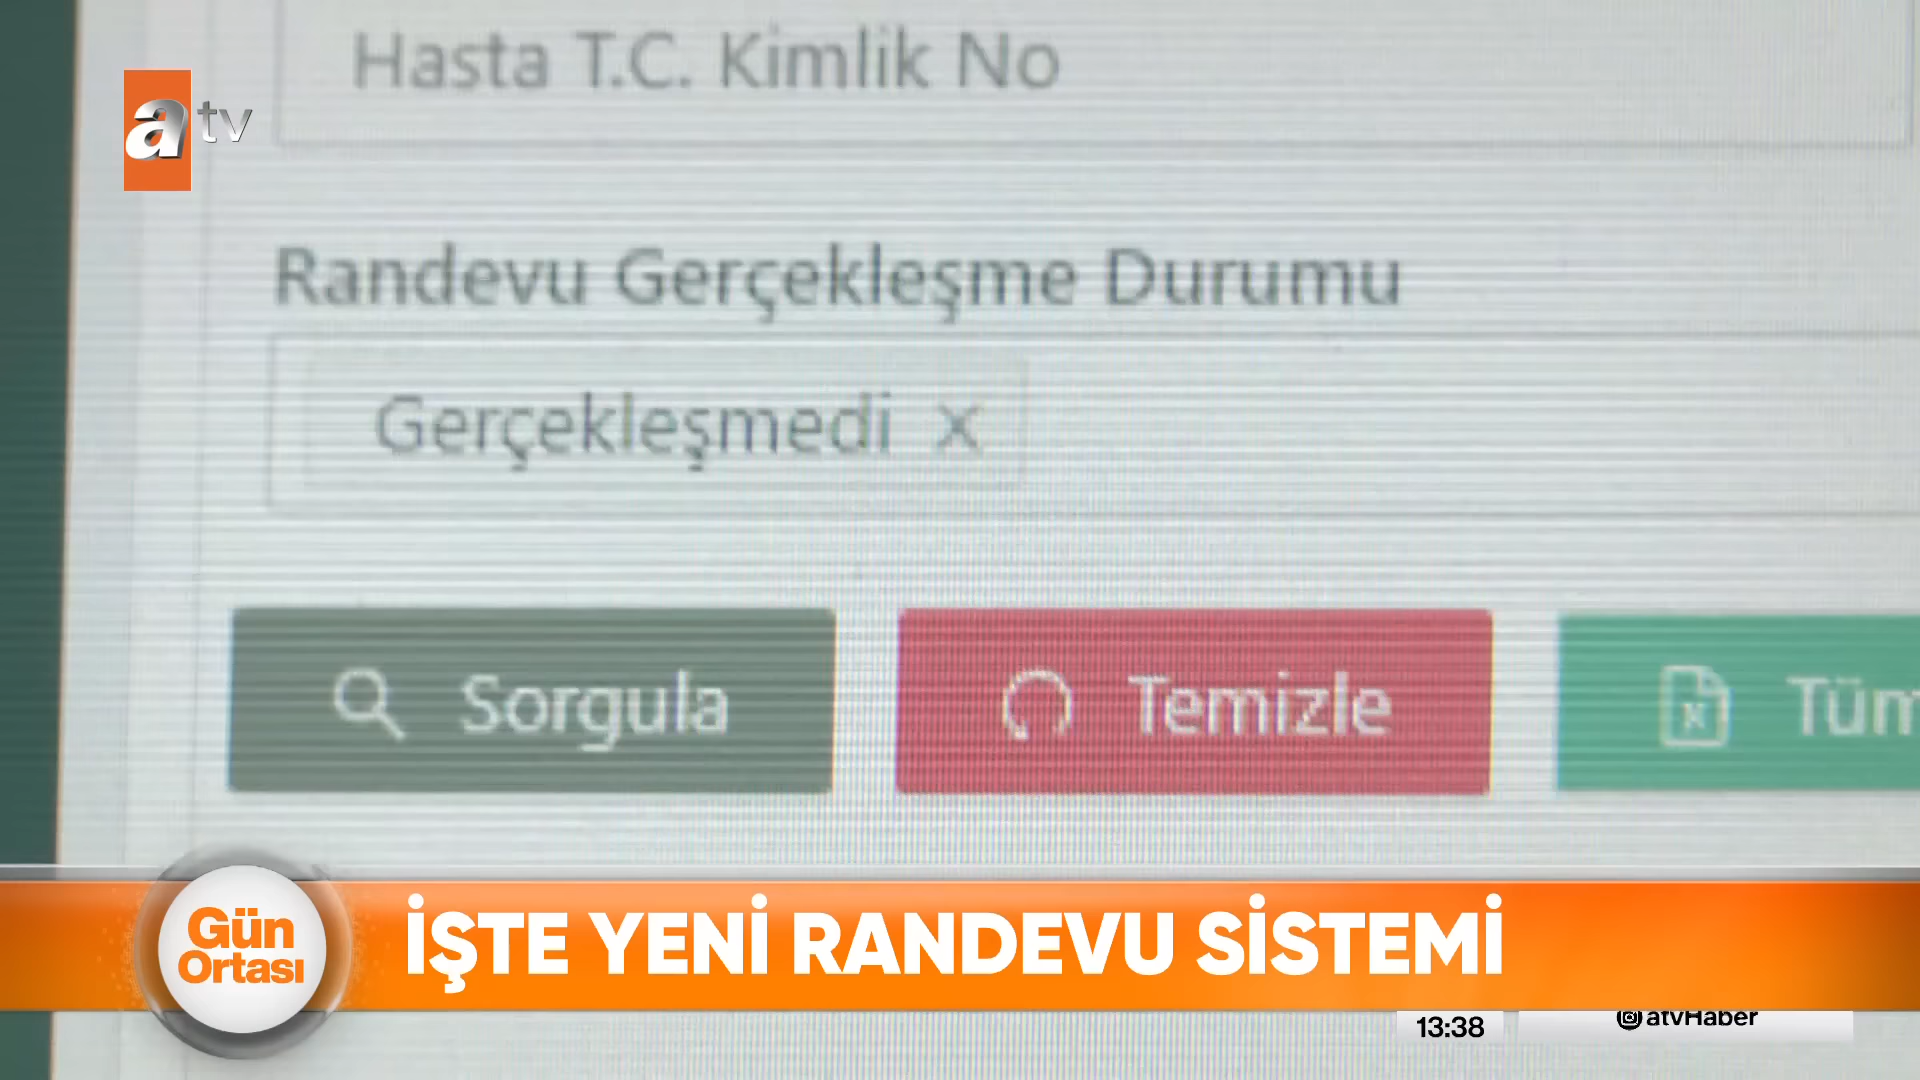 Hasta T.C. Kimlik No
atv
Randevu Gerçekleşme Durumu
Gerçekleşmedi X
Sorgula
Temizle
Tüm
Gün
Ortası
İŞTE YENİ RANDEVU SİSTEMİ
13:38
atvHaber